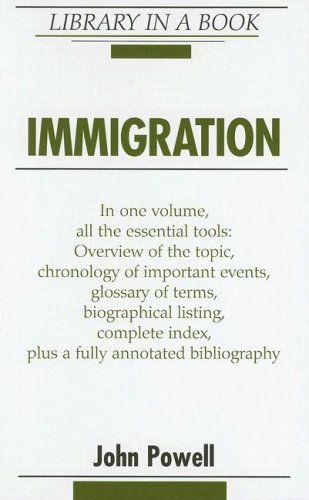 LIBRARY IN A BOOK
IMMIGRATION
In one volume,
all the essential tools:
Overview of the topic,
chronology of important events,
glossary of terms,
biographical listing,
complete index,
plus a fully annotated bibliography
John Powell